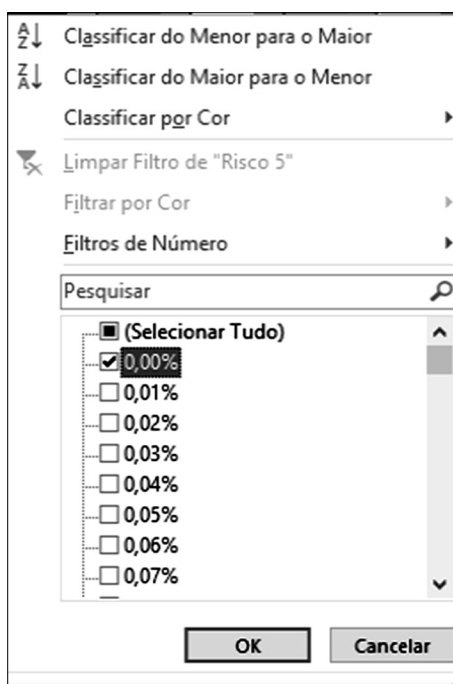 Classificar do Menor para o Maior
Classificar do Maior para o Menor
Classificar por Cor
Limpar Filtro de "Risco 5"
Filtrar por Cor
Filtros de Número
Pesquisar
(Selecionar Tudo)
0,00%
0,01%
0,02%
0,03%
0,04%
0,05%
0,06%
0,07%
OK Cancelar